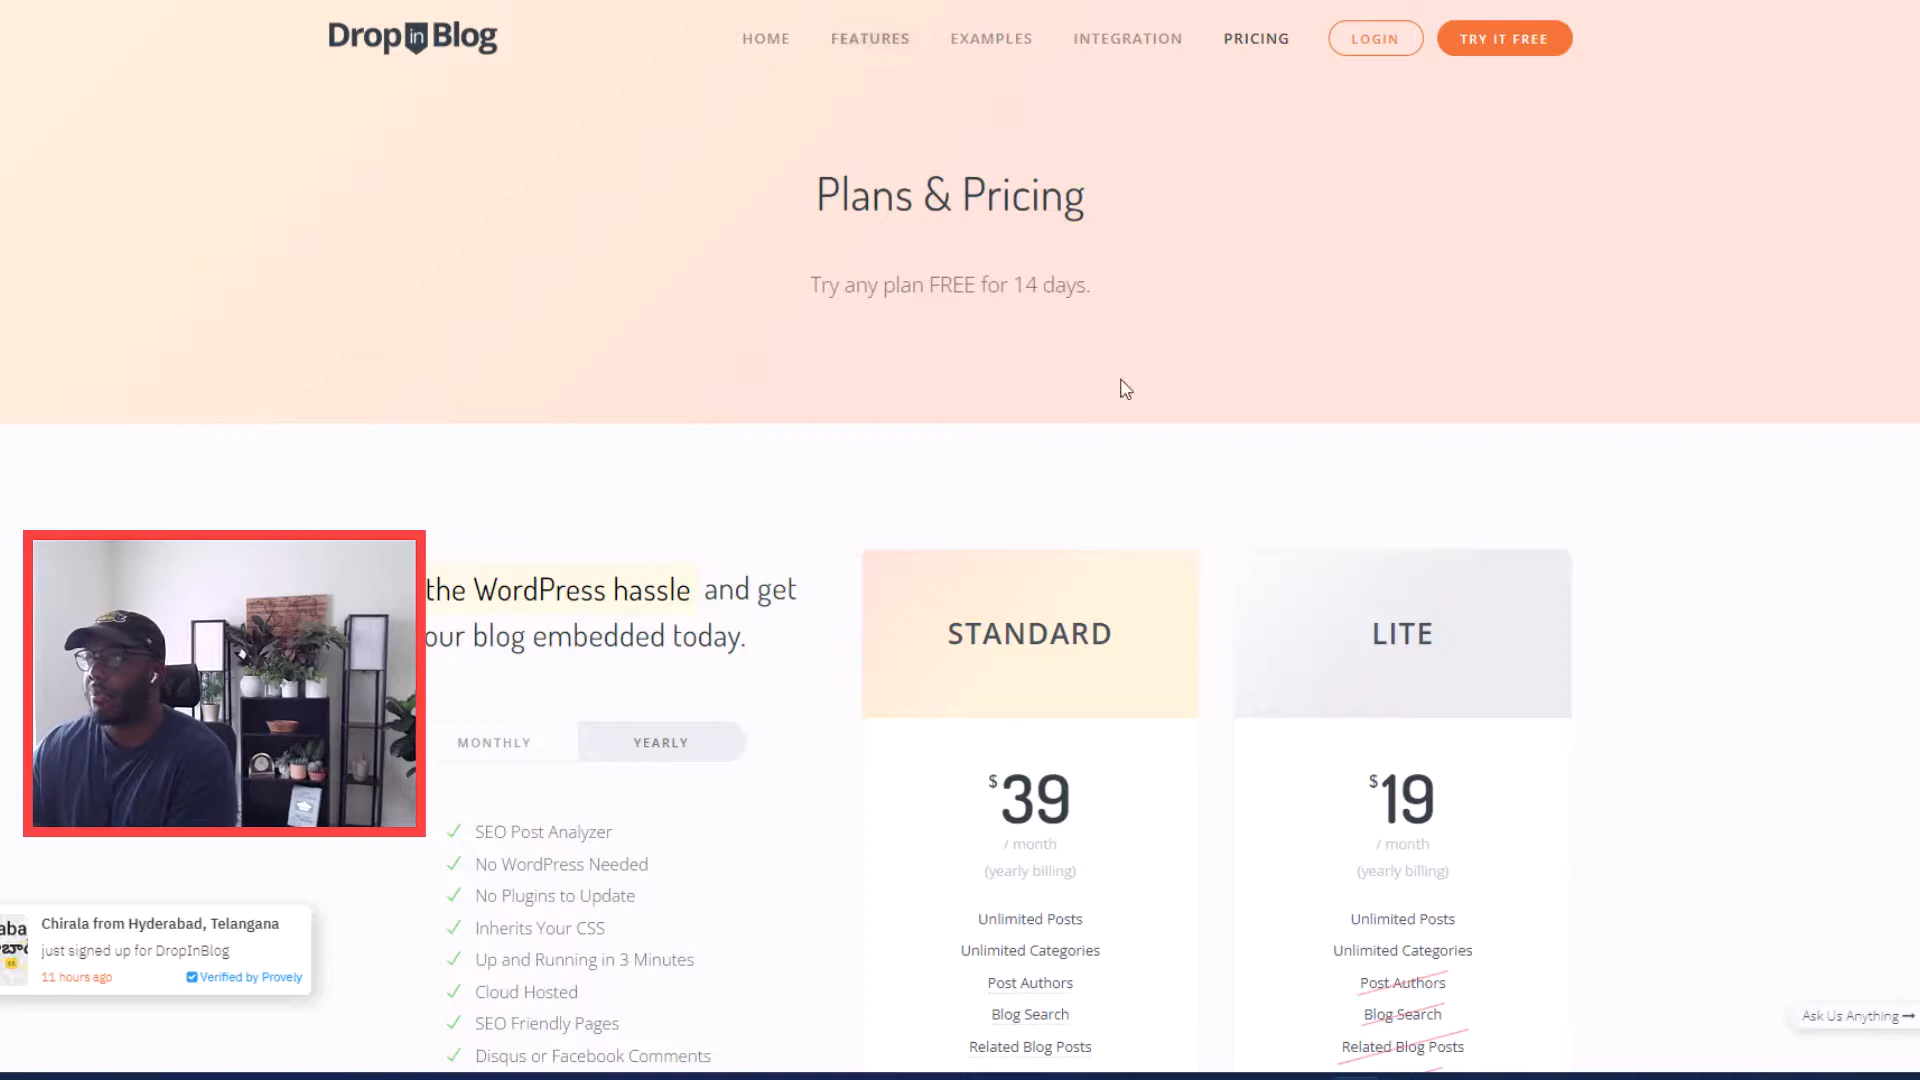 DropinBlog
HOME
FEATURES
EXAMPLES
INTEGRATION
PRICING
LOGIN
TRY IT FREE
Plans & Pricing
Try any plan FREE for 14 days.
the WordPress hassle and get
our blog embedded today.
MONTHLY
YEARLY
SEO Post Analyzer
No WordPress Needed
No Plugins to Update
Inherits Your CSS
Up and Running in 3 Minutes
Cloud Hosted
SEO Friendly Pages
Disqus or Facebook Comments
STANDARD
$39
/ month
(yearly billing)
Unlimited Posts
Unlimited Categories
Post Authors
Blog Search
Related Blog Posts
LITE
$19
/ month
(yearly billing)
Unlimited Posts
Unlimited Categories
Post Authors
Blog Search
Related Blog Posts
Chirala from Hyderabad, Telangana
just signed up for DropInBlog
11 hours ago
Verified by Provely
Ask Us Anything